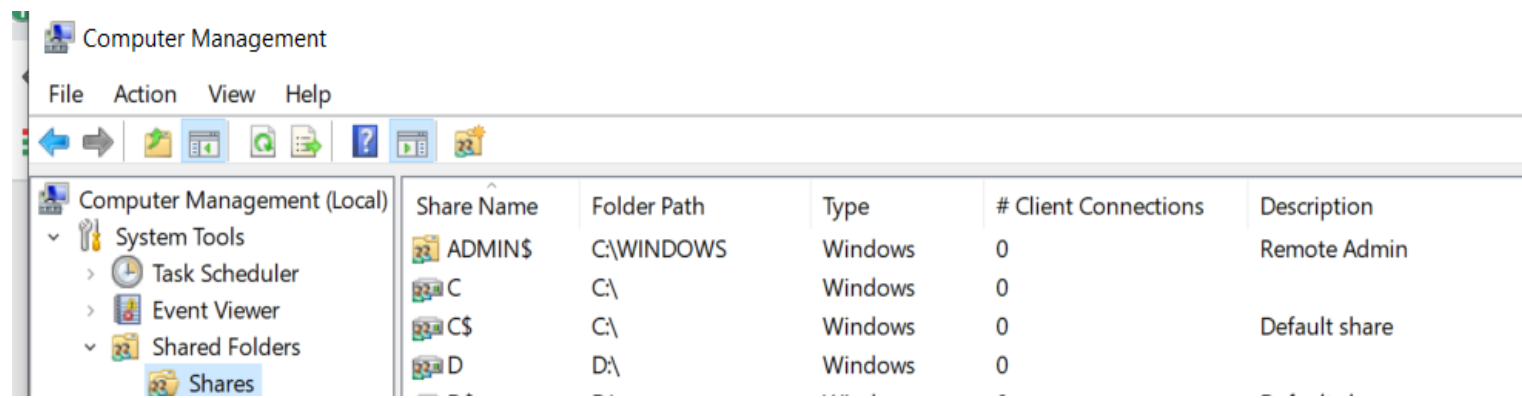 Computer Management
File Action View Help
Computer Management (Local)
System Tools
Task Scheduler
Event Viewer
Shared Folders
Shares
Share Name Folder Path Type # Client Connections Description
ADMIN$ C:\WINDOWS Windows 0 Remote Admin
C C:\ Windows 0
C$ C:\ Windows 0 Default share
D D:\ Windows 0